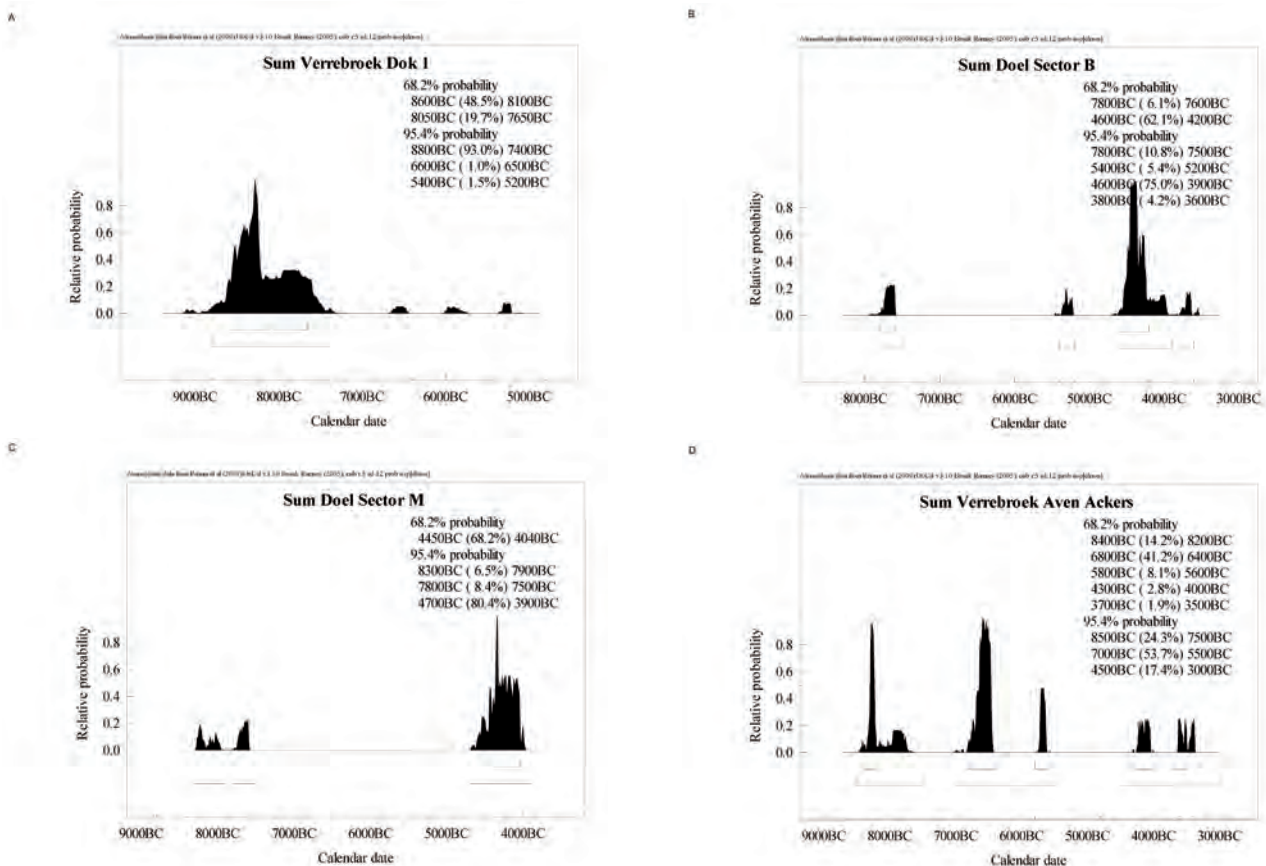 A
Sum Verrebroek Dok 1
68.2% probability
8600BC (48.5%) 8100BC
8050BC (19.7%) 7650BC
95.4% probability
8800BC (93.0%) 7400BC
6600BC ( 1.0%) 6500BC
5400BC ( 1.5%) 5200BC
Relative probability
0.8
0.6
0.4
0.2
0.0
9000BC 8000BC 7000BC 6000BC 5000BC
Calendar date
B
Sum Doel Sector B
68.2% probability
7800BC ( 6.1%) 7600BC
4600BC (62.1%) 4200BC
95.4% probability
7800BC (10.8%) 7500BC
5400BC ( 5.4%) 5200BC
4600BC (75.0%) 3900BC
3800BC ( 4.2%) 3600BC
Relative probability
0.8
0.6
0.4
0.2
0.0
8000BC 7000BC 6000BC 5000BC 4000BC 3000BC
Calendar date
C
Sum Doel Sector M
68.2% probability
4450BC (68.2%) 4040BC
95.4% probability
8300BC ( 6.5%) 7900BC
7800BC ( 8.4%) 7500BC
4700BC (80.4%) 3900BC
Relative probability
0.8
0.6
0.4
0.2
0.0
9000BC 8000BC 7000BC 6000BC 5000BC 4000BC
Calendar date
D
Sum Verrebroek Aven Ackers
68.2% probability
8400BC (14.2%) 8200BC
6800BC (41.2%) 6400BC
5800BC ( 8.1%) 5600BC
4300BC ( 2.8%) 4000BC
3700BC ( 1.9%) 3500BC
95.4% probability
8500BC (24.3%) 7500BC
7000BC (53.7%) 5500BC
4500BC (17.4%) 3000BC
Relative probability
0.8
0.6
0.4
0.2
0.0
9000BC 8000BC 7000BC 6000BC 5000BC 4000BC 3000BC
Calendar date